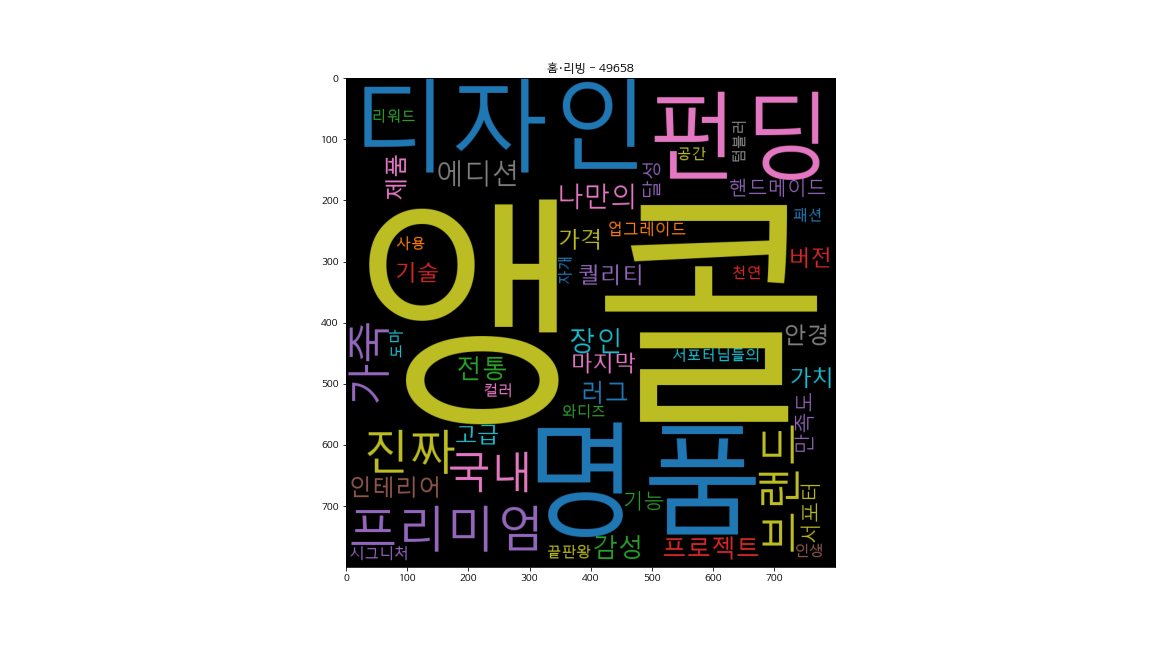 홈·리빙 - 49658
디자인
펀딩
리워드
공간
텀블러
제품
에디션
달성
나만의
핸드메이드
앵콜
패션
가격
업그레이드
사용
기술
자개
퀄리티
천연
버전
가죽
도마
장인
안경
전통
마지막
서포터님들의
컬러
러그
가치
와디즈
만족도
진짜
고급
명품
브랜드
국내
인테리어
기능
서포터
프리미엄
시그니처
끝판왕
감성
프로젝트
인생
0
100
200
300
400
500
600
700
0 100 200 300 400 500 600 700